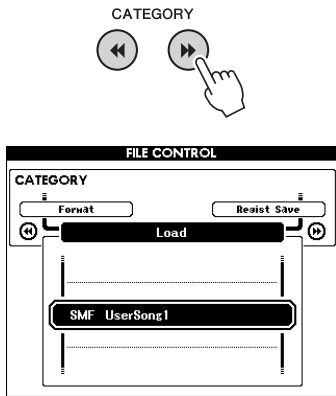 CATEGORY
FILE CONTROL
CATEGORY
Format
Regist Save
Load
SMF UserSong1